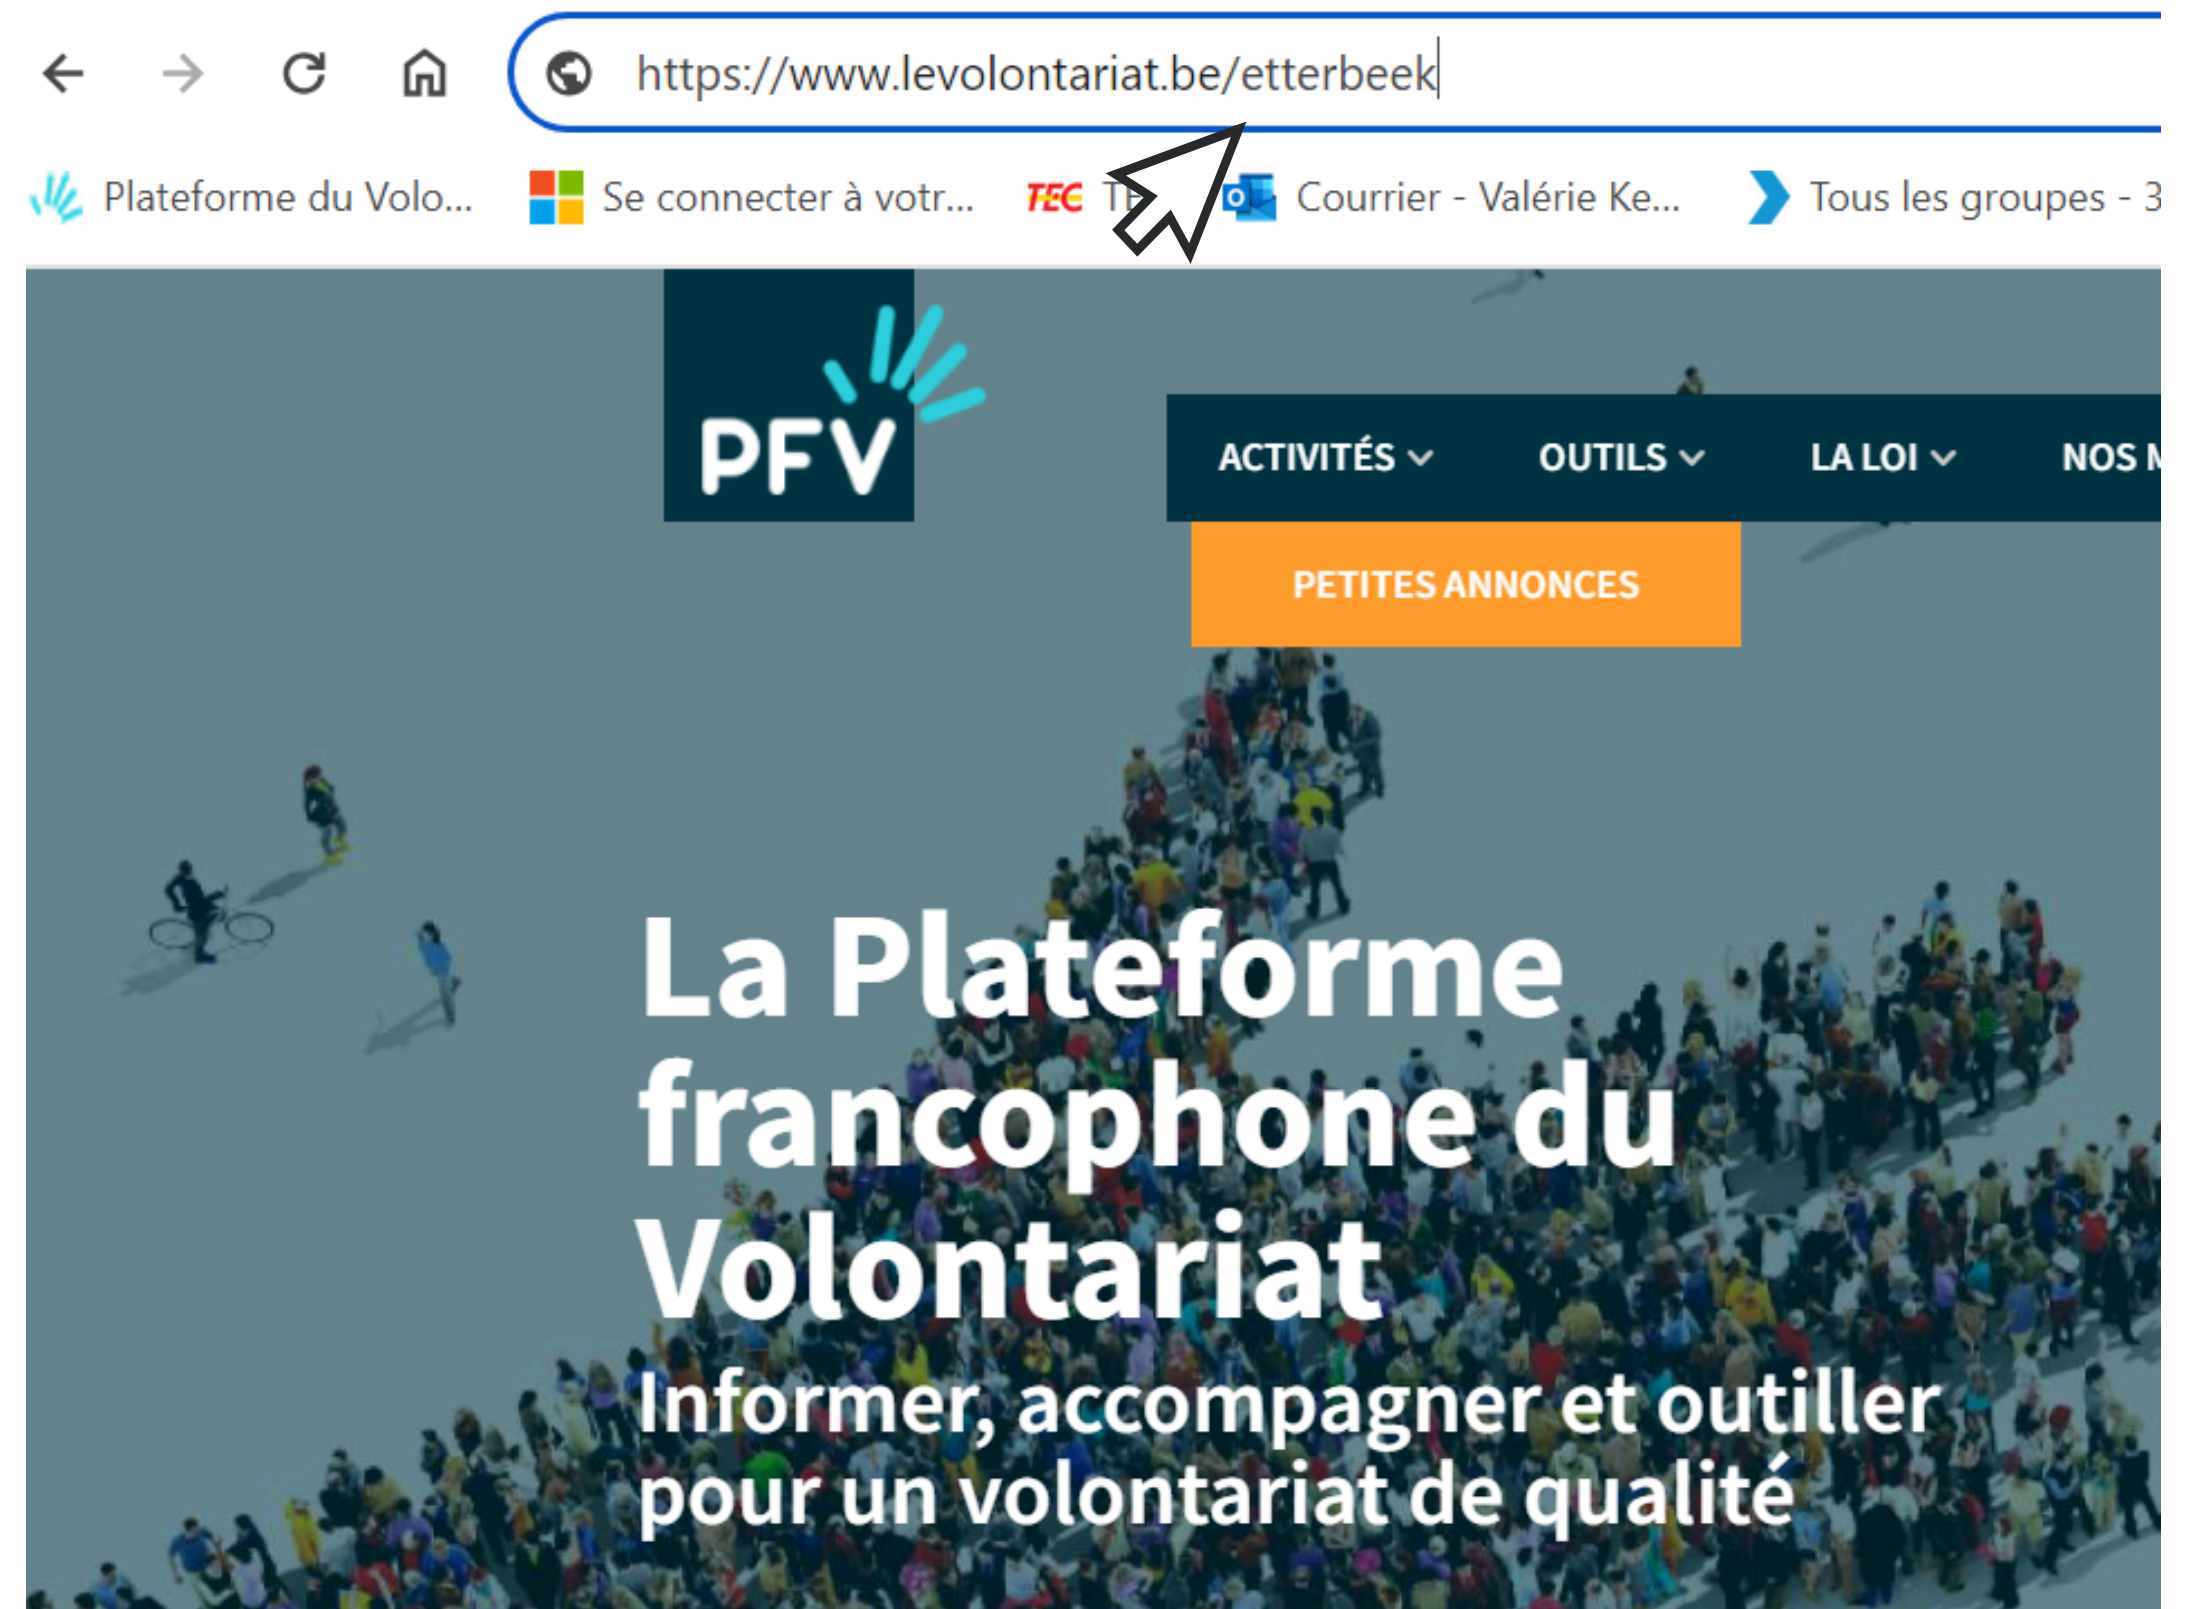 https://www.levolontariat.be/etterbeek
Plateforme du Volo... Se connecter à votr... TEC Courrier - Valérie Ke... Tous les groupes - 3
PFV
ACTIVITÉS OUTILS LA LOI NOS
PETITES ANNONCES
La Plateforme
francophone du
Volontariat
Informer, accompagner et outiller
pour un volontariat de qualité